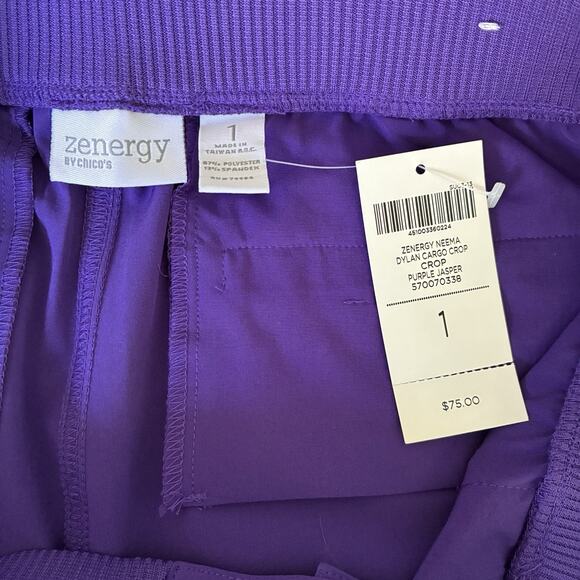 zenergy
BY CHICO'S
1
MADE IN
TAIWAN R.O.C.
87% POLYESTER
13% SPANDEX
451003360224
ZENERGY NEEMA
DYLAN CARGO CROP
CROP
PURPLE JASPER
570070338
1
$75.00